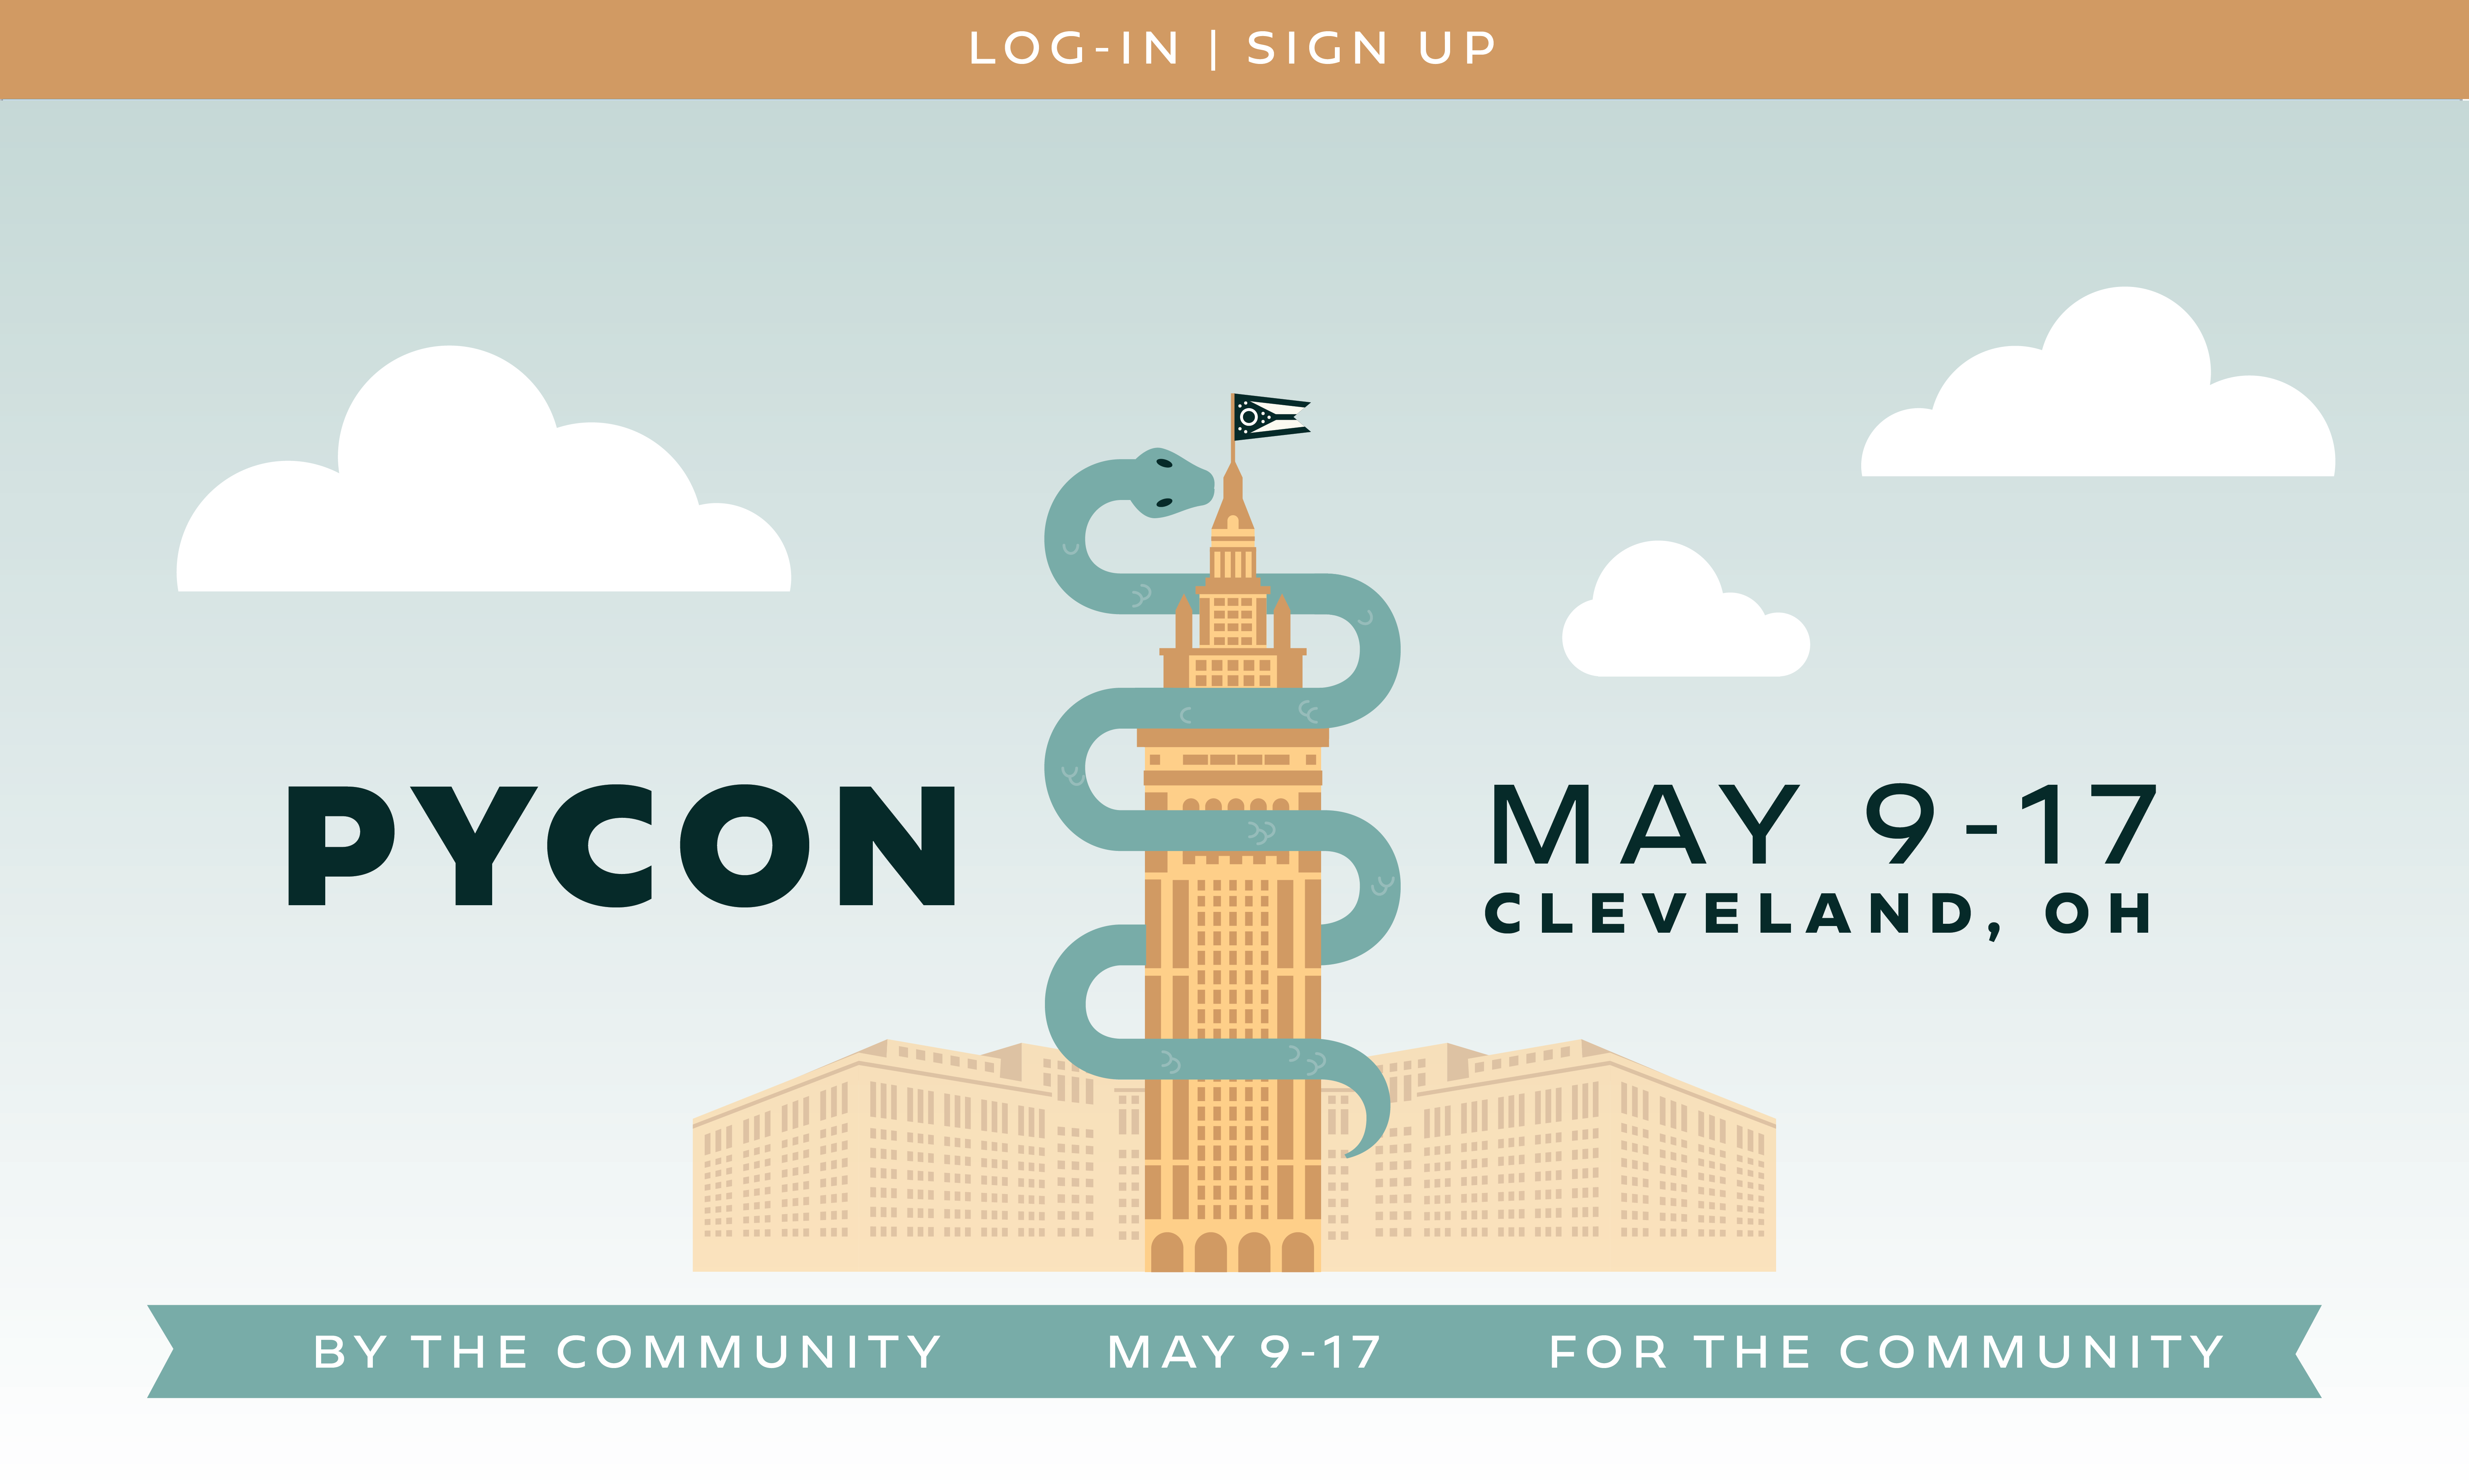 LOG-IN | SIGN UP
PYCON
MAY 9-17
CLEVELAND, OH
BY THE COMMUNITY MAY 9-17 FOR THE COMMUNITY